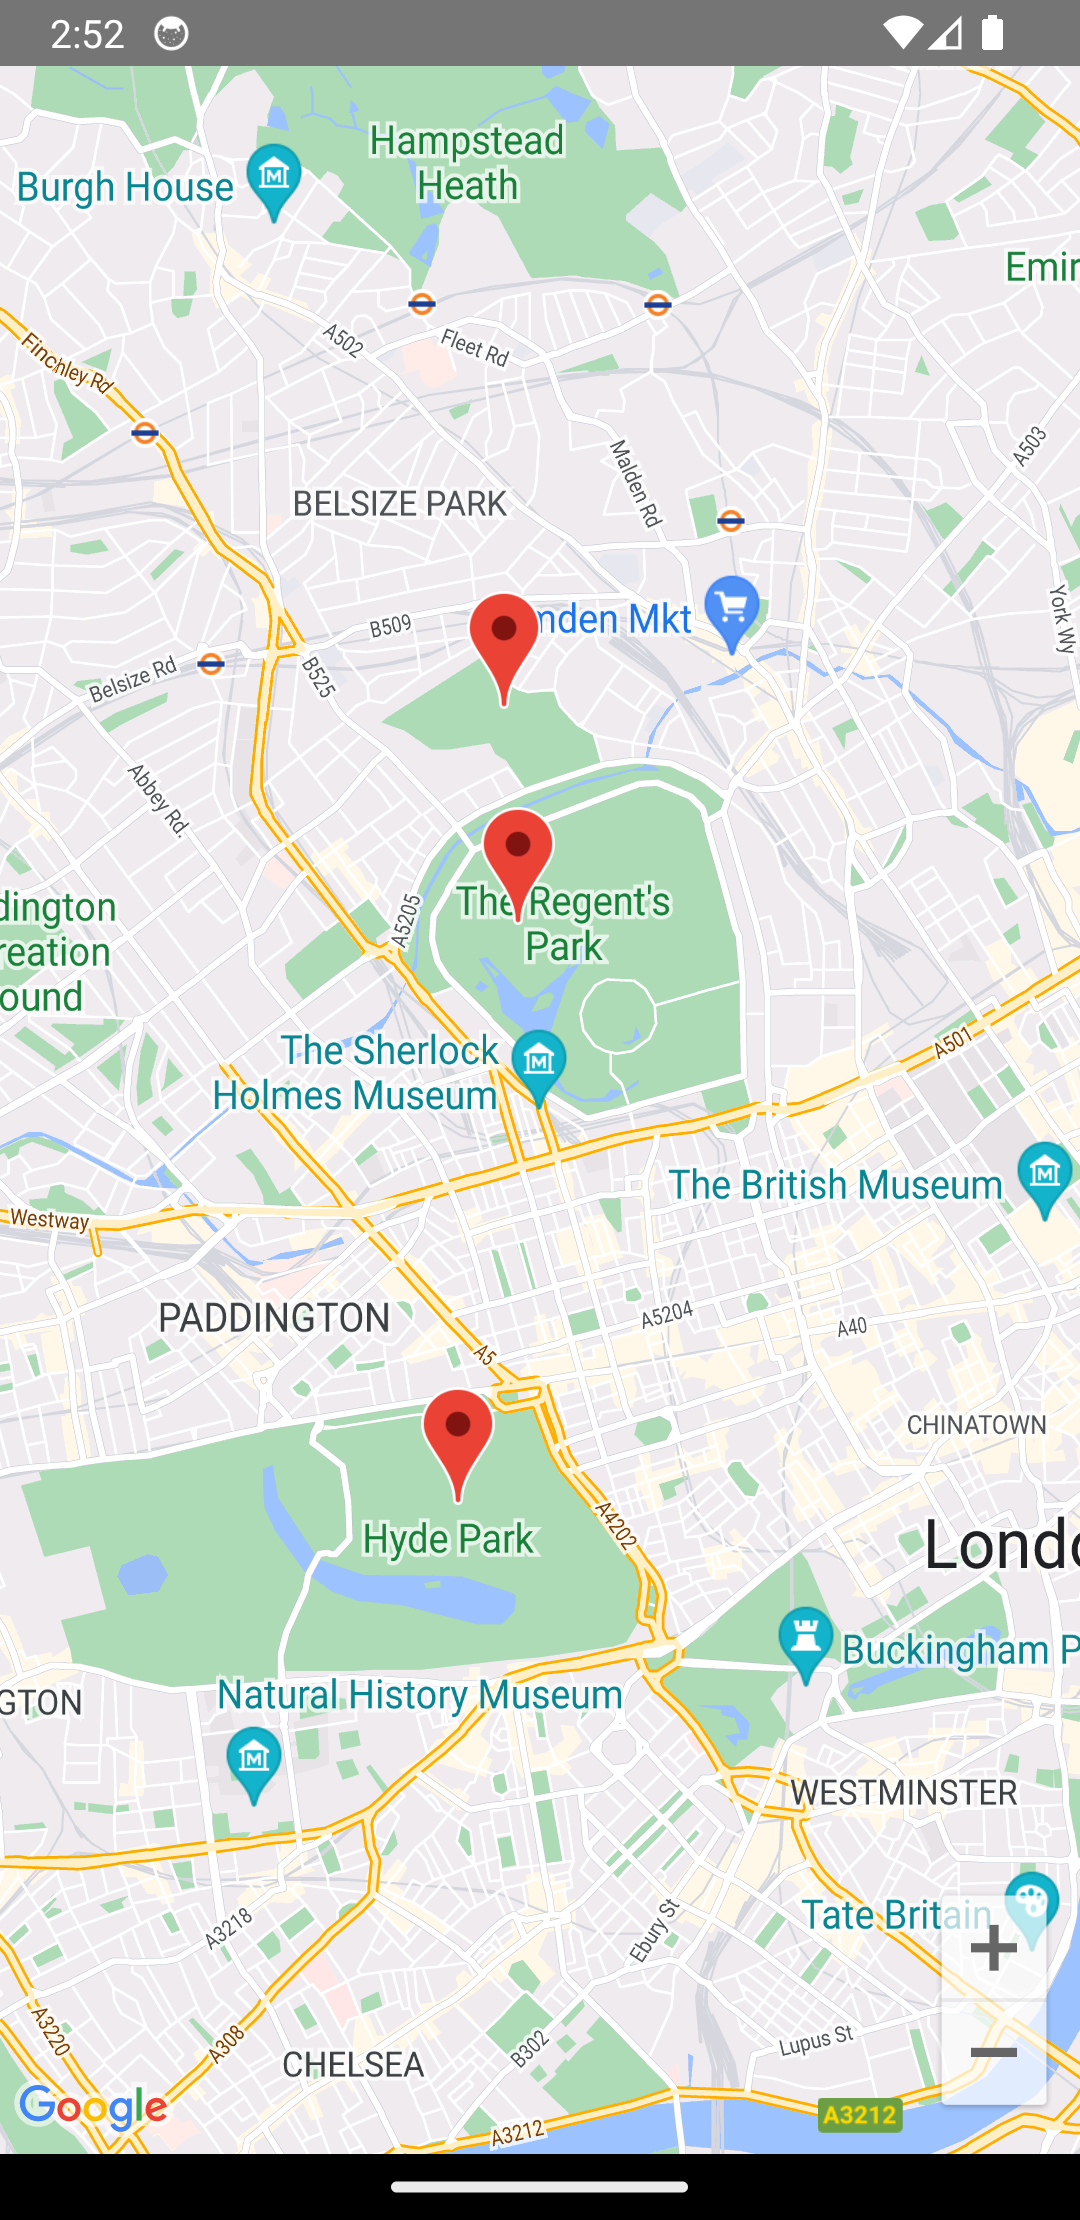 2:52
Hampstead
Heath
Burgh House
Emir
A502
Fleet Rd
Finchley Rd
A503
Malden Rd
BELSIZE PARK
York Wy
mden Mkt
B509
Belsize Rd
B525
Abbey Rd.
A5205
The Regent's
Park
dington
reation
ound
A501
The Sherlock
Holmes Museum
The British Museum
Westway
PADDINGTON
A5204
A40
A5
CHINATOWN
A4202
Hyde Park
Londo
Buckingham P
Natural History Museum
GTON
WESTMINSTER
Tate Britain
A3218
Ebury St
+
−
A3220
A308
B302
Lupus St
CHELSEA
Google
A3212
A3212